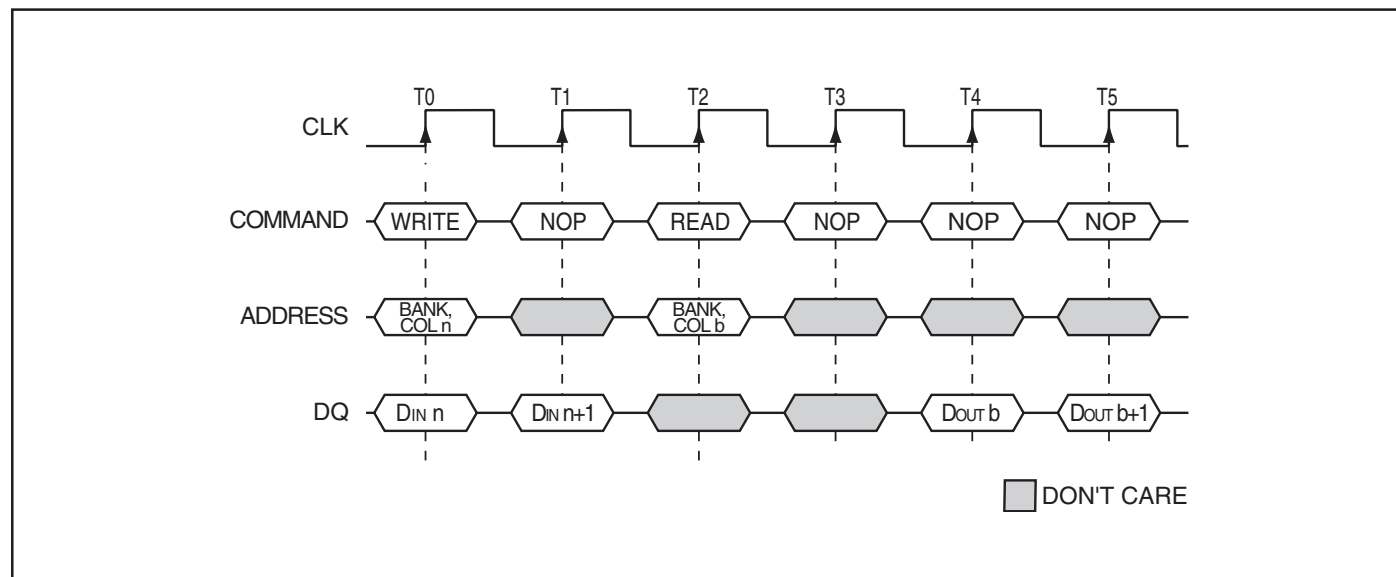 T0 T1 T2 T3 T4 T5
CLK
COMMAND WRITE NOP READ NOP NOP NOP
BANK, BANK,
ADDRESS
COL n COL b
DQ DIN n DIN n+1 DOUT b DOUT b+1
DON'T CARE